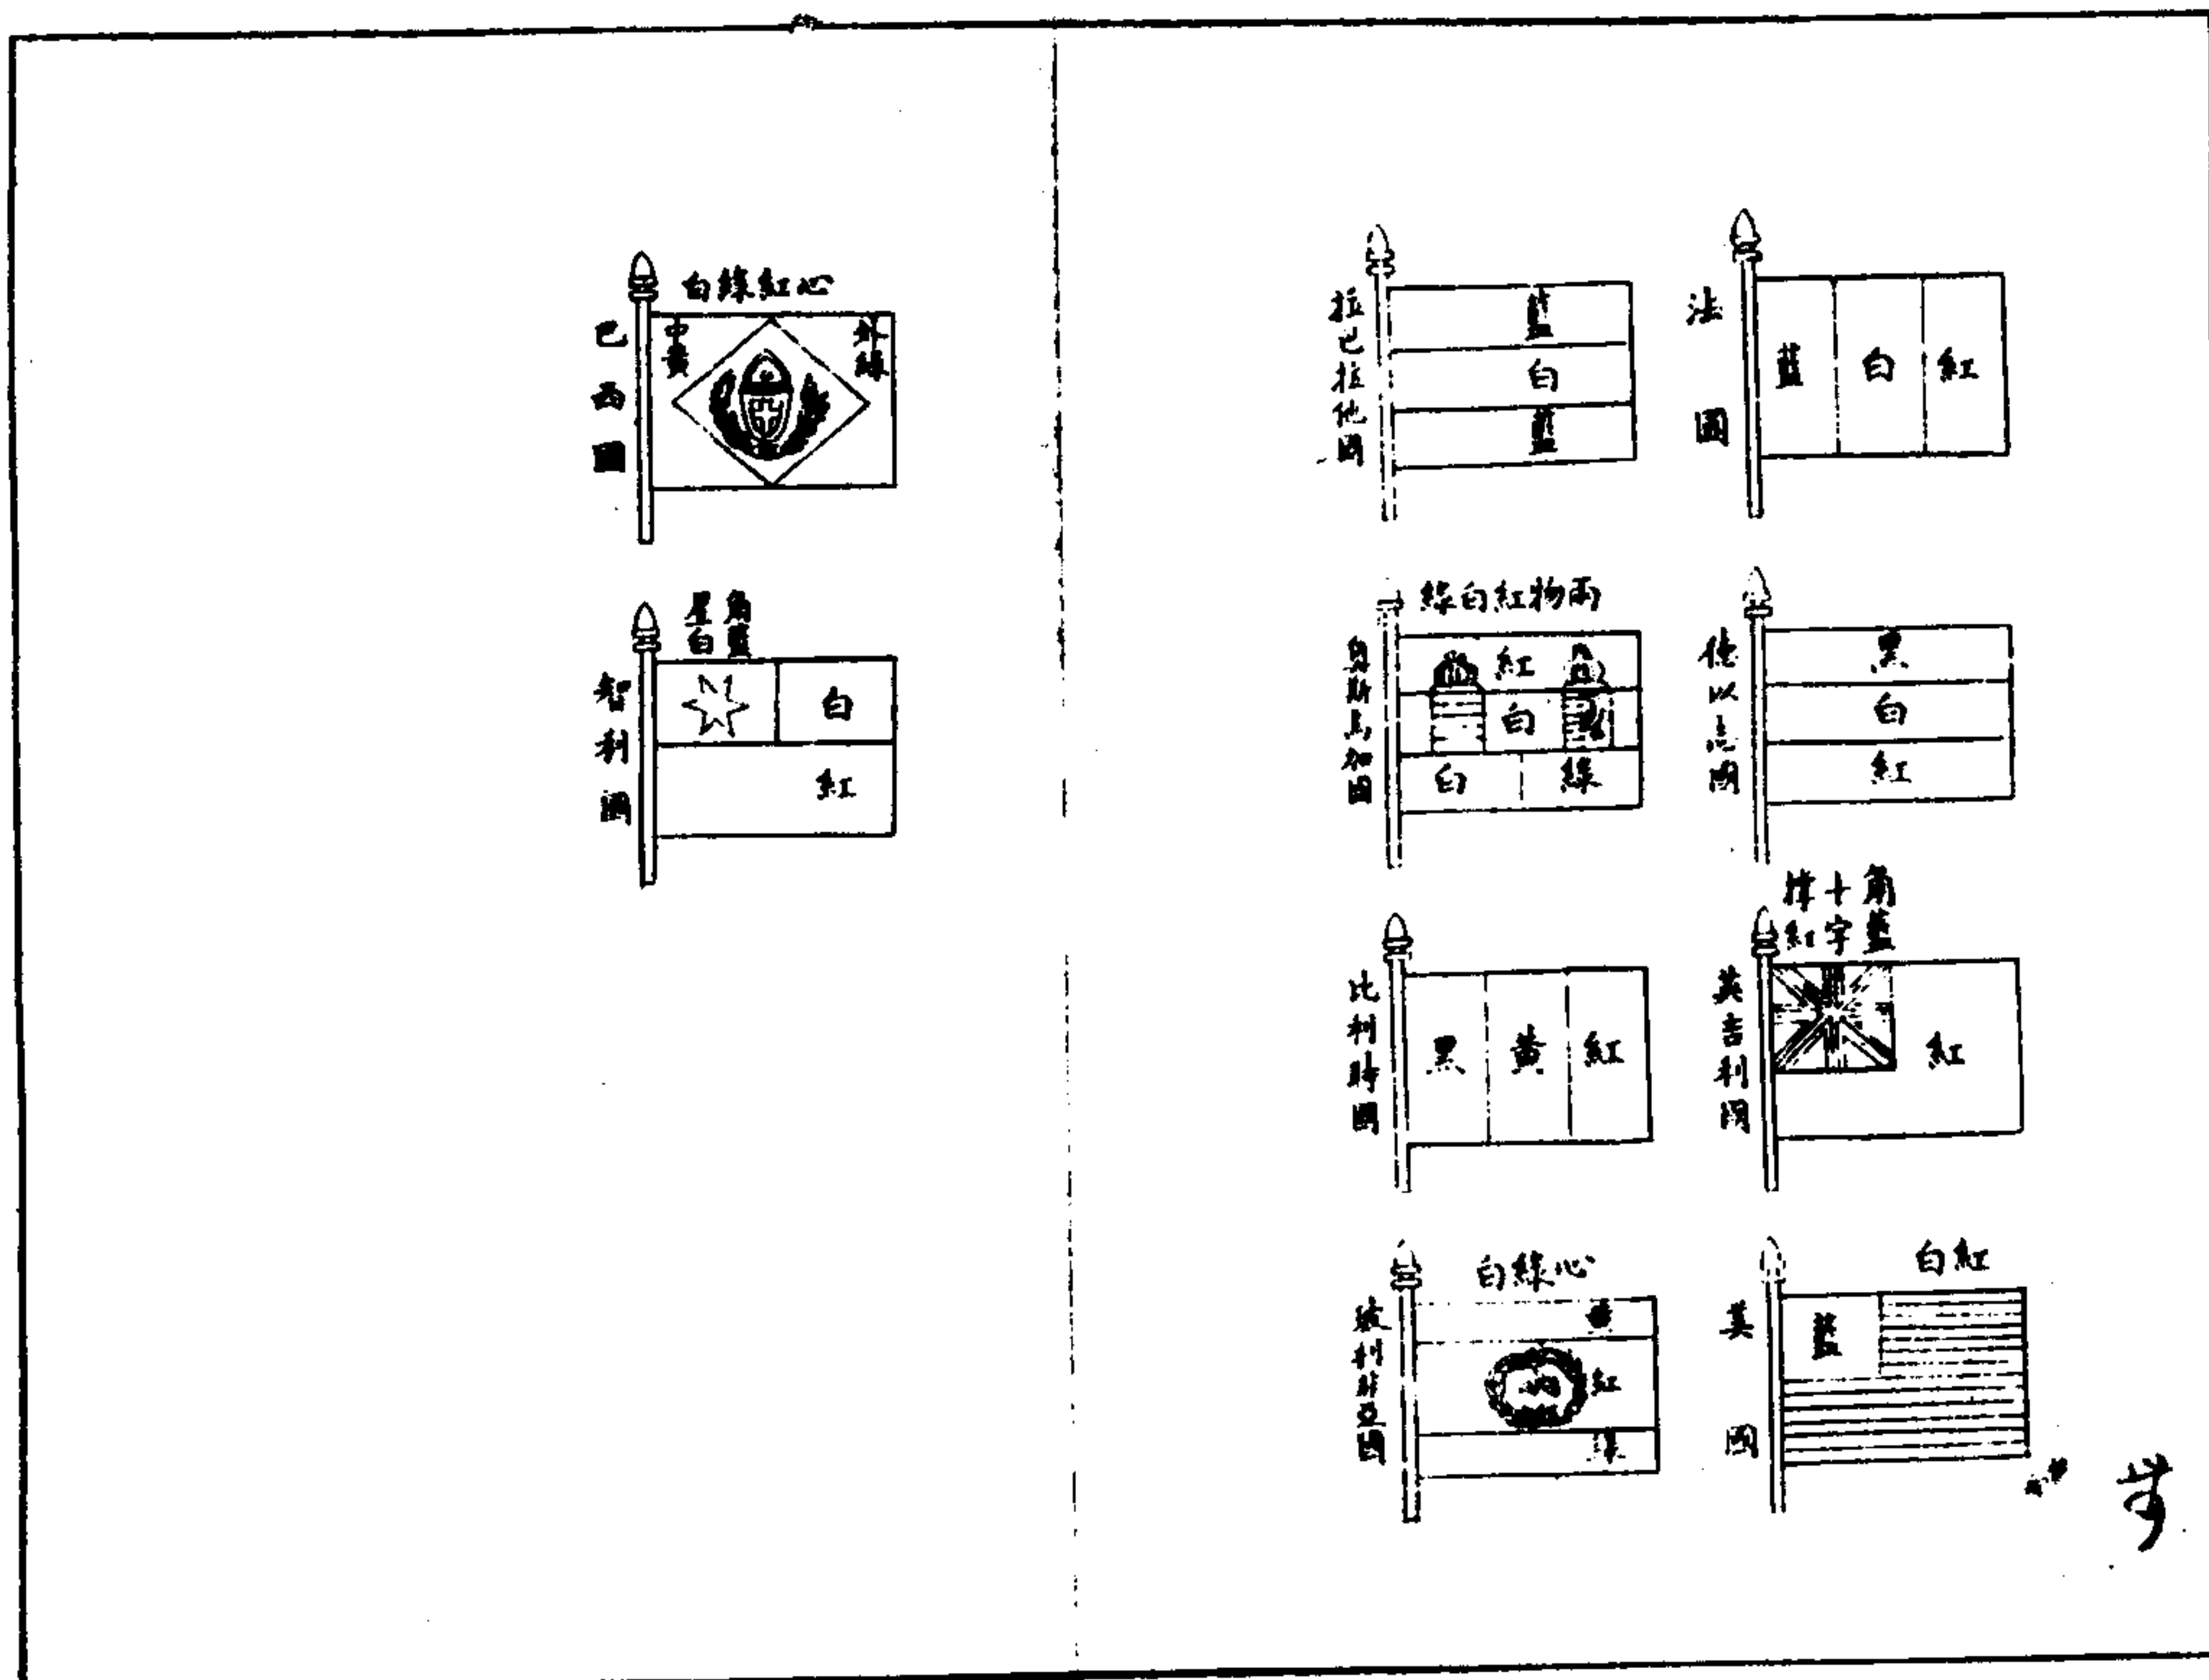 法國
藍
白
紅
德以志國
黑
白
紅
角藍
十字
撑紅
英吉利國
紅
白紅
美國
藍
拉巳拉他國
藍
白
藍
奧斯馬加國
綠白紅物兩
紅
白
白
綠
比利時國
黑
黃
紅
玻利非亞國
白綠心
紅
巴西國
白綠紅心
中黃
外綠
智利國
角藍
星白
白
紅